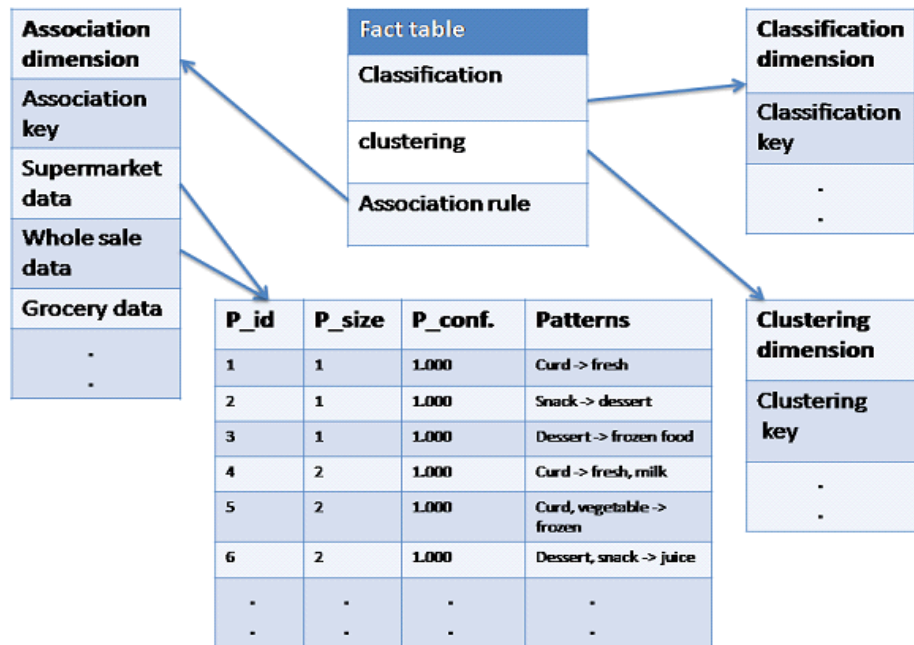 Association
dimension
Association
key
Supermarket
data
Whole sale
data
Grocery data
.
.
Fact table
Classification
clustering
Association rule
Classification
dimension
Classification
key
.
.
Clustering
dimension
Clustering
key
.
.
P_id P_size P_conf. Patterns
1 1 1.000 Curd -> fresh
2 1 1.000 Snack -> dessert
3 1 1.000 Dessert -> frozen food
4 2 1.000 Curd -> fresh, milk
5 2 1.000 Curd, vegetable ->
frozen
6 2 1.000 Dessert, snack -> juice
. . . .
. . . .